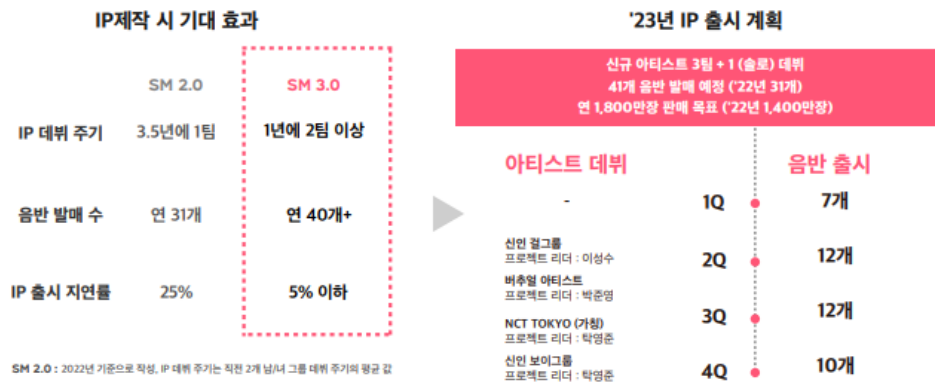 IP제작 시 기대 효과
SM 2.0
SM 3.0
IP 데뷔 주기
3.5년에 1팀
1년에 2팀 이상
음반 발매 수
연 31개
연 40개+
IP 출시 지연률
25%
5% 이하
SM 2.0 : 2022년 기준으로 작성, IP 데뷔 주기는 직전 2개 남/녀 그룹 데뷔 주기의 평균 값
'23년 IP 출시 계획
신규 아티스트 3팀 + 1 (솔로) 데뷔
41개 음반 발매 예정 ('22년 31개)
연 1,800만장 판매 목표 ('22년 1,400만장)
아티스트 데뷔
음반 출시
-
1Q
7개
신인 걸그룹
프로젝트 리더 : 이성수
2Q
12개
버추얼 아티스트
프로젝트 리더 : 박준영
3Q
12개
NCT TOKYO (가칭)
프로젝트 리더 : 탁영준
신인 보이그룹
프로젝트 리더 : 탁영준
4Q
10개